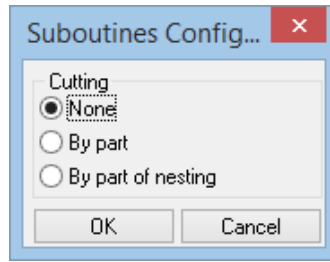 Suboutines Config...
Cutting
None
By part
By part of nesting
OK Cancel